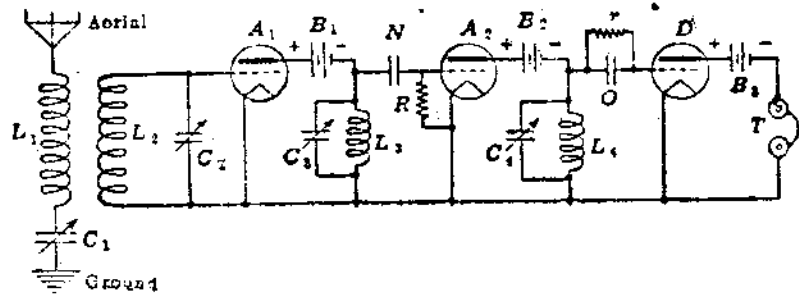 Aerial
A1
+
B1
-
N
A2
+
B2
-
r
D
+
-
B3
L1
L2
C2
C3
L3
R
C4
L4
O
T
C1
Ground